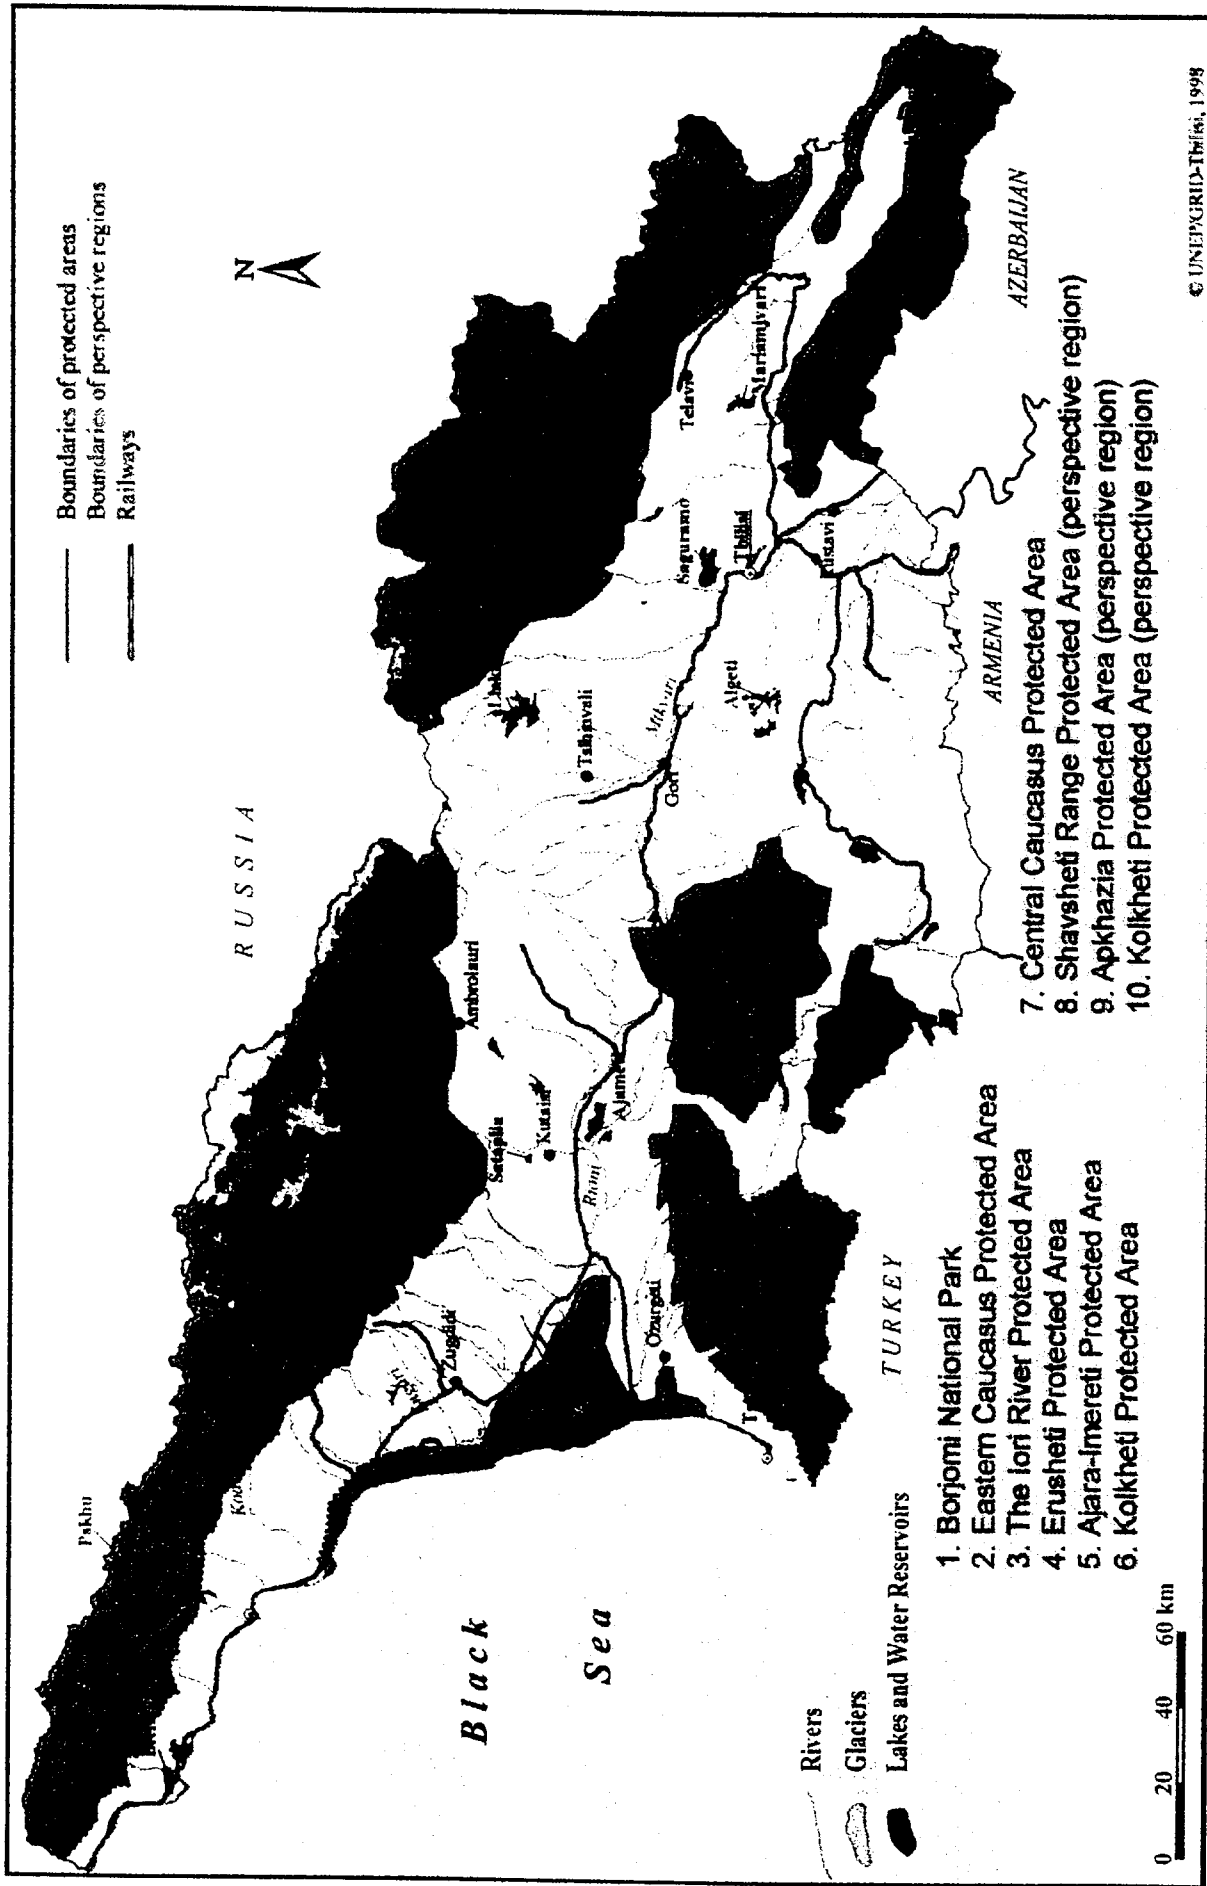 Boundaries of protected areas
Boundaries of perspective regions
Railways
N
RUSSIA
Pskhu
Zugdidi
Ambrolauri
Sataplia
Kutaisi
Rioni
Ajameti
Ozurgeti
Liakhvi
Tskhinvali
Gori
Mtkvari
Algeti
Saguramo
Tbilisi
Rustavi
Telavi
Mariamjvari
Black
Sea
TURKEY
ARMENIA
AZERBAIJAN
Rivers
Glaciers
Lakes and Water Reservoirs
0 20 40 60 km
1. Borjomi National Park
2. Eastern Caucasus Protected Area
3. The Iori River Protected Area
4. Erusheti Protected Area
5. Ajara-Imereti Protected Area
6. Kolkheti Protected Area
7. Central Caucasus Protected Area
8. Shavsheti Range Protected Area (perspective region)
9. Apkhazia Protected Area (perspective region)
10. Kolkheti Protected Area (perspective region)
© UNEP/GRID-Tbilisi, 1998